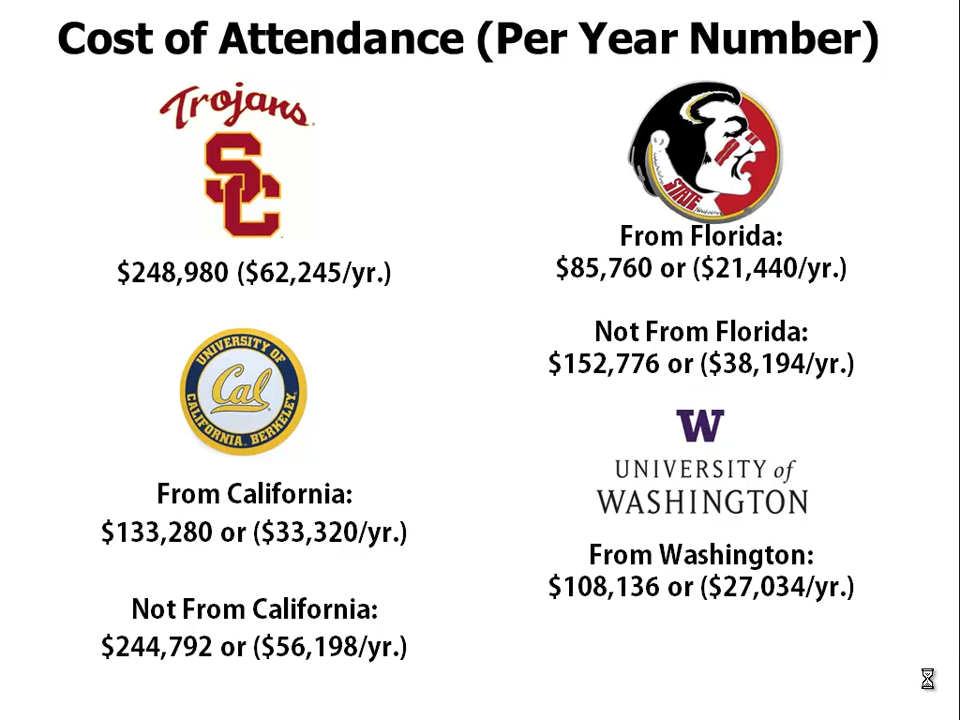 Cost of Attendance (Per Year Number)
Trojans
SC
$248,980 ($62,245/yr.)
UNIVERSITY OF
Cal
CALIFORNIA, BERKELEY
From California:
$133,280 or ($33,320/yr.)
Not From California:
$244,792 or ($56,198/yr.)
STATE
From Florida:
$85,760 or ($21,440/yr.)
Not From Florida:
$152,776 or ($38,194/yr.)
W
UNIVERSITY of
WASHINGTON
From Washington:
$108,136 or ($27,034/yr.)